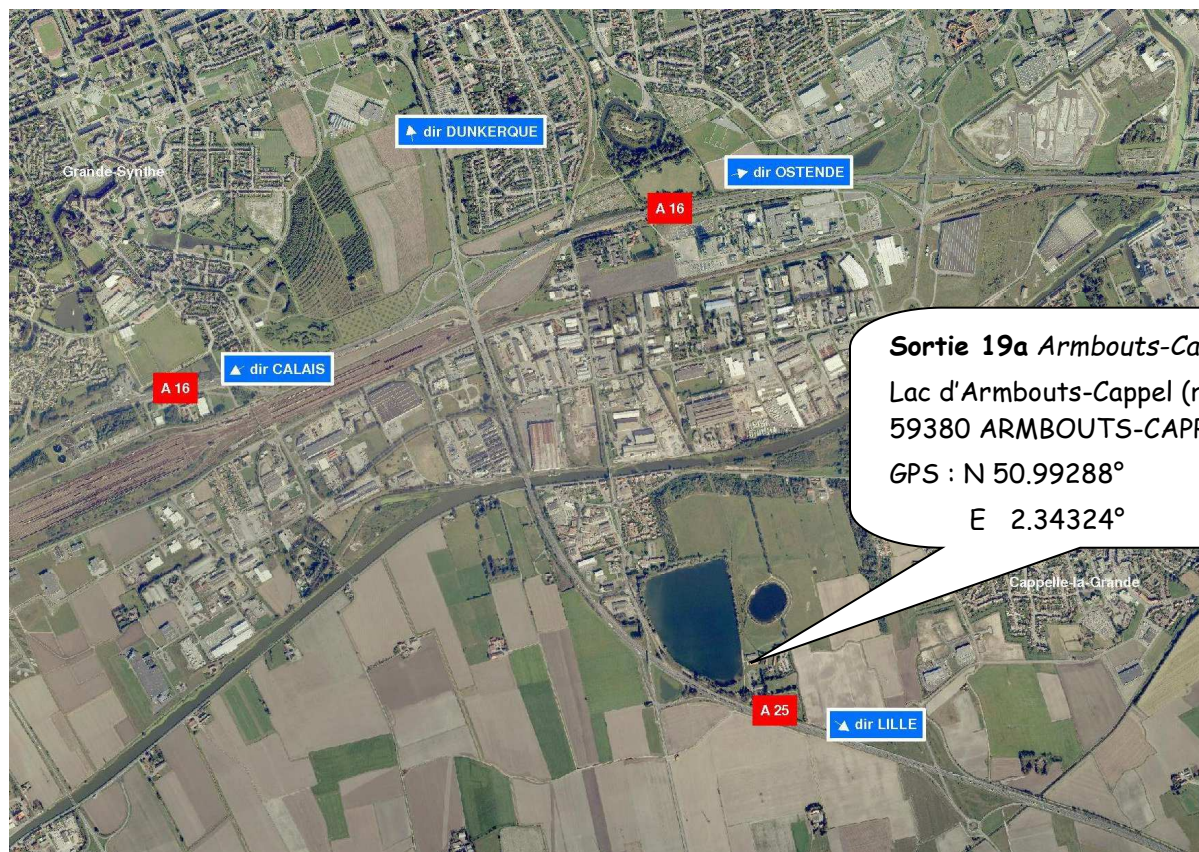 dir DUNKERQUE
Grande-Synthe
dir OSTENDE
A 16
dir CALAIS
A 16
Sortie 19a Armbouts-Ca
Lac d'Armbouts-Cappel (r
59380 ARMBOUTS-CAPP
GPS : N 50.99288°
E 2.34324°
Cappelle-la-Grande
A 25
dir LILLE